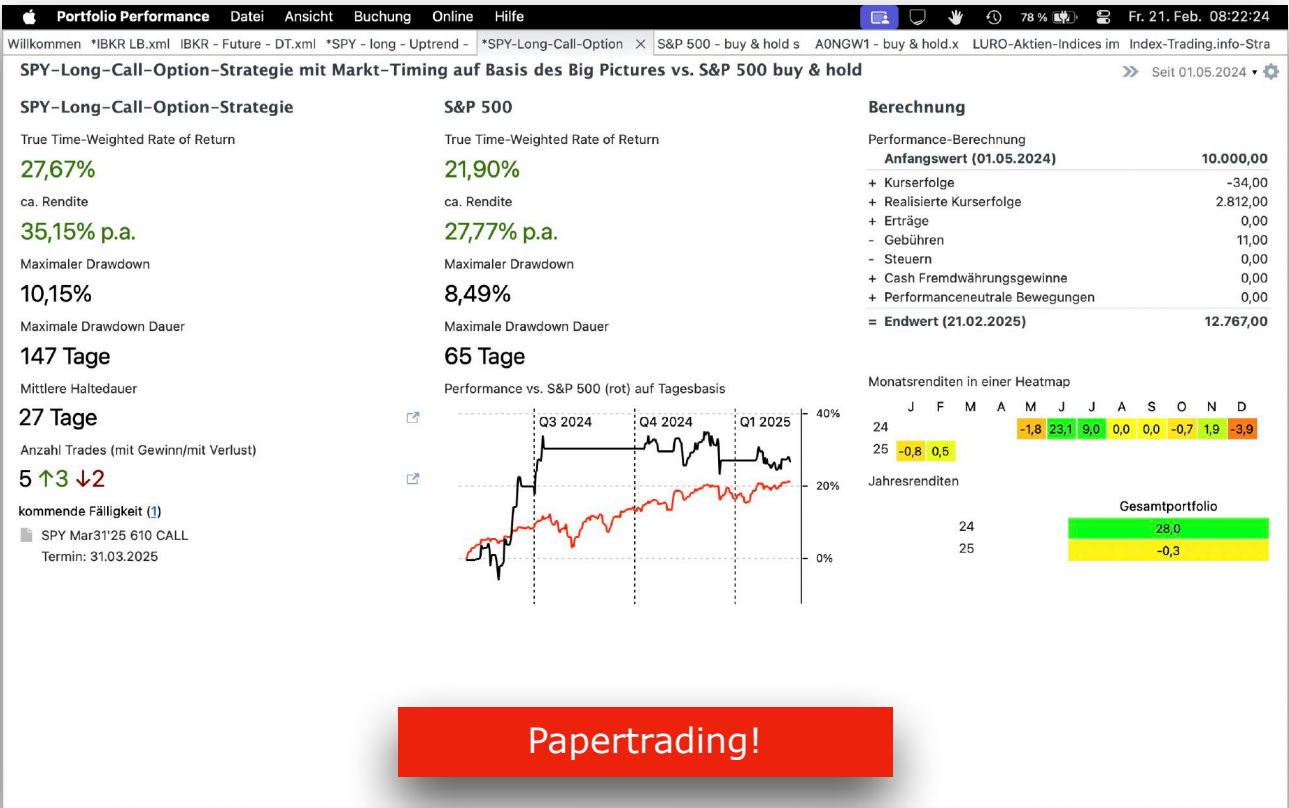 Portfolio Performance Datei Ansicht Buchung Online Hilfe 78 % Fr. 21. Feb. 08:22:24
Willkommen *IBKR LB.xml IBKR - Future - DT.xml *SPY - long - Uptrend - *SPY-Long-Call-Option S&P 500 - buy & hold s A0NGW1 - buy & hold.x LURO-Aktien-Indices im Index-Trading.info-Stra
SPY-Long-Call-Option-Strategie mit Markt-Timing auf Basis des Big Pictures vs. S&P 500 buy & hold
Seit 01.05.2024
SPY-Long-Call-Option-Strategie
True Time-Weighted Rate of Return
27,67%
ca. Rendite
35,15% p.a.
Maximaler Drawdown
10,15%
Maximale Drawdown Dauer
147 Tage
Mittlere Haltedauer
27 Tage
Anzahl Trades (mit Gewinn/mit Verlust)
5 ↑3 ↓2
kommende Fälligkeit (1)
SPY Mar31'25 610 CALL
Termin: 31.03.2025
S&P 500
True Time-Weighted Rate of Return
21,90%
ca. Rendite
27,77% p.a.
Maximaler Drawdown
8,49%
Maximale Drawdown Dauer
65 Tage
Performance vs. S&P 500 (rot) auf Tagesbasis
Q3 2024 Q4 2024 Q1 2025
40%
20%
0%
Berechnung
Performance-Berechnung
Anfangswert (01.05.2024) 10.000,00
+ Kurserfolge -34,00
+ Realisierte Kurserfolge 2.812,00
+ Erträge 0,00
- Gebühren 11,00
- Steuern 0,00
+ Cash Fremdwährungsgewinne 0,00
+ Performanceneutrale Bewegungen 0,00
= Endwert (21.02.2025) 12.767,00
Monatsrenditen in einer Heatmap
J F M A M J J A S O N D
24 -1,8 23,1 9,0 0,0 0,0 -0,7 1,9 -3,9
25 -0,8 0,5
Jahresrenditen
Gesamtportfolio
24 28,0
25 -0,3
Papertrading!